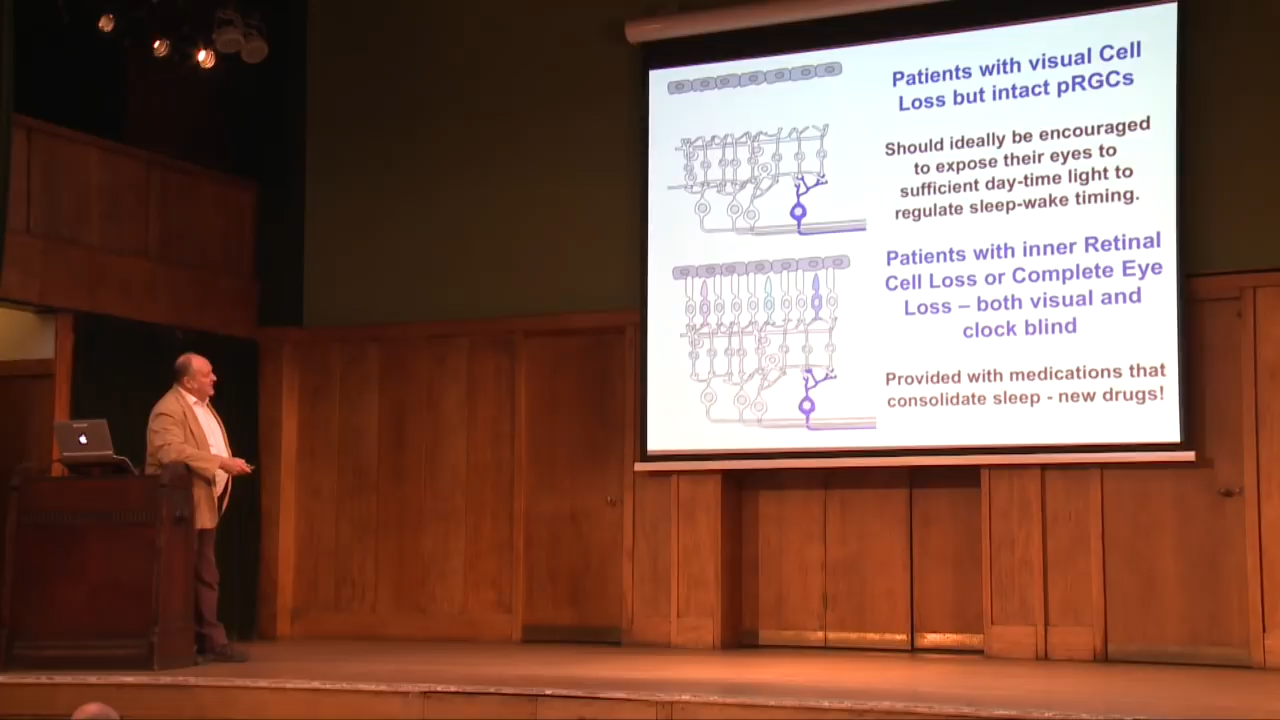 Patients with visual Cell
Loss but intact pRGCs
Should ideally be encouraged
to expose their eyes to
sufficient day-time light to
regulate sleep-wake timing.
Patients with inner Retinal
Cell Loss or Complete Eye
Loss – both visual and
clock blind
Provided with medications that
consolidate sleep - new drugs!